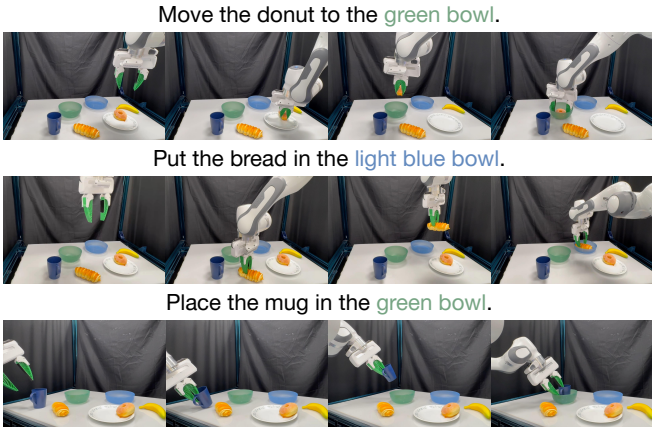 Move the donut to the green bowl.
Put the bread in the light blue bowl.
Place the mug in the green bowl.